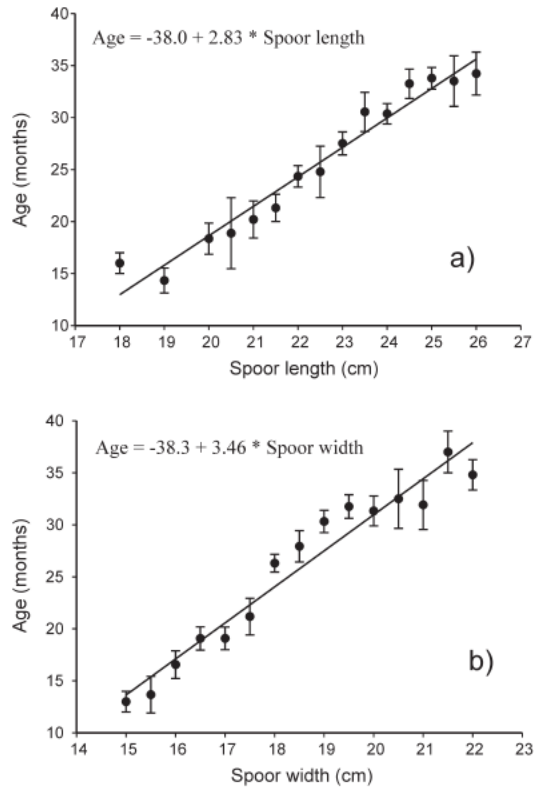 40
Age = -38.0 + 2.83 * Spoor length
35
30
25
20
15
10
Age (months)
a)
17 18 19 20 21 22 23 24 25 26 27
Spoor length (cm)
40
Age = -38.3 + 3.46 * Spoor width
35
30
25
20
15
10
Age (months)
b)
14 15 16 17 18 19 20 21 22 23
Spoor width (cm)